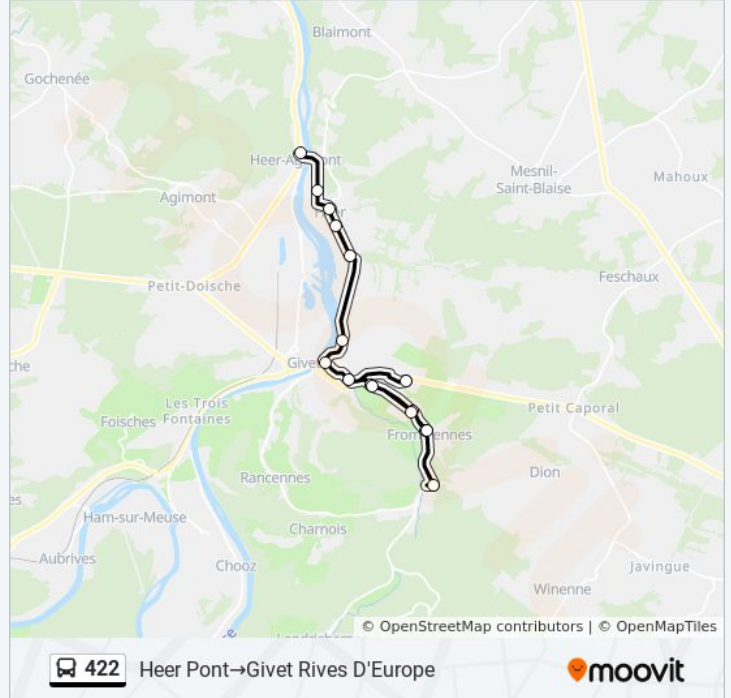 Blaimont
Gochenée
Heer-Agimont
Mesnil-
Saint-Blaise
Mahoux
Agimont
Heer
Feschaux
Petit-Doische
Givet
Les Trois
Fontaines
Petit Caporal
Foisches
Fromelennes
Dion
Rancennes
Ham-sur-Meuse
Charnois
Aubrives
Chooz
Javingue
Winenne
© OpenStreetMap contributors | © OpenMapTiles
422 Heer Pont→Givet Rives D'Europe
moovit